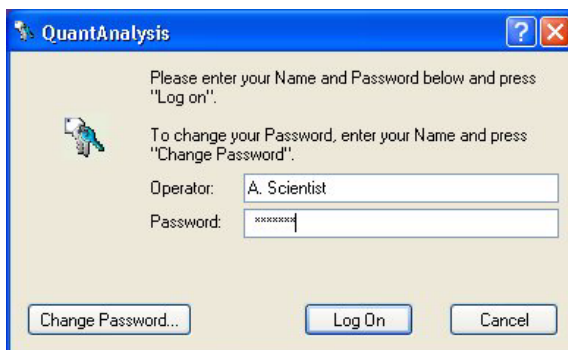 QuantAnalysis
Please enter your Name and Password below and press
"Log on".
To change your Password, enter your Name and press
"Change Password".
Operator: A. Scientist
Password: *******
Change Password... Log On Cancel